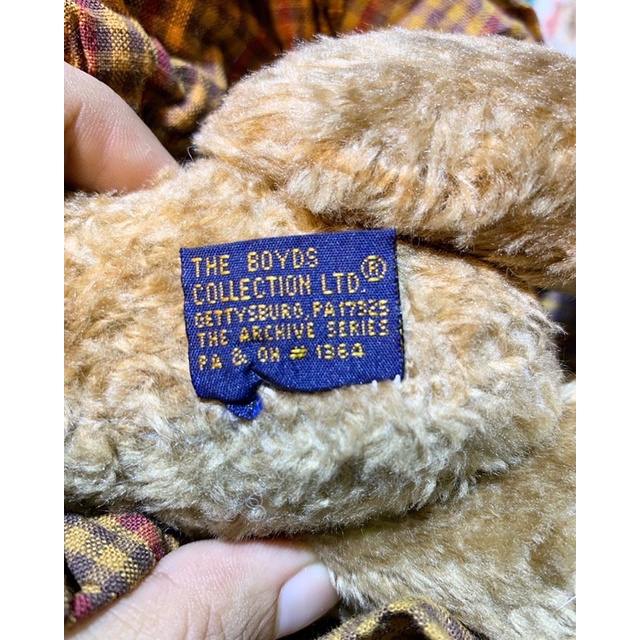 THE BOYDS
COLLECTION LTD®
GETTYSBURG, PA 17325
THE ARCHIVE SERIES
PA & OH # 1364